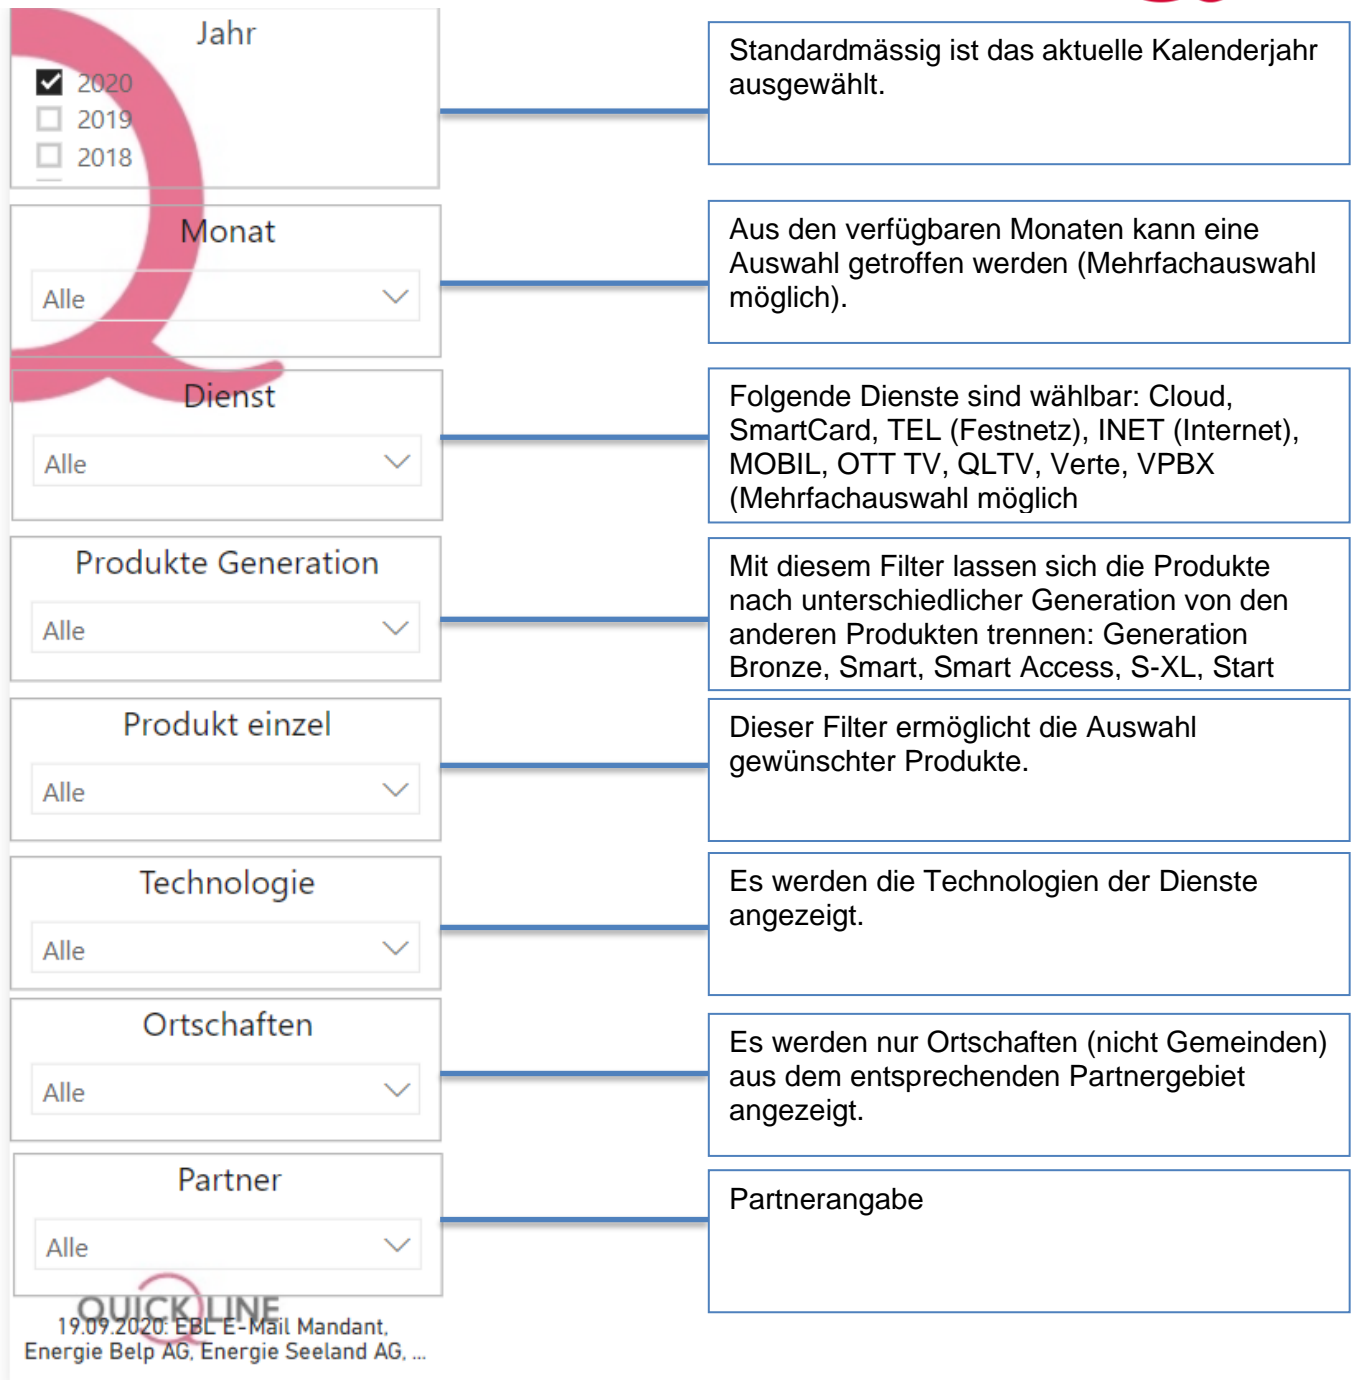 Jahr
2020
2019
2018
Standardmässig ist das aktuelle Kalenderjahr
ausgewählt.
Monat
Alle
Aus den verfügbaren Monaten kann eine
Auswahl getroffen werden (Mehrfachauswahl
möglich).
Dienst
Alle
Folgende Dienste sind wählbar: Cloud,
SmartCard, TEL (Festnetz), INET (Internet),
MOBIL, OTT TV, QLTV, Verte, VPBX
(Mehrfachauswahl möglich
Produkte Generation
Alle
Mit diesem Filter lassen sich die Produkte
nach unterschiedlicher Generation von den
anderen Produkten trennen: Generation
Bronze, Smart, Smart Access, S-XL, Start
Produkt einzel
Alle
Dieser Filter ermöglicht die Auswahl
gewünschter Produkte.
Technologie
Alle
Es werden die Technologien der Dienste
angezeigt.
Ortschaften
Alle
Es werden nur Ortschaften (nicht Gemeinden)
aus dem entsprechenden Partnergebiet
angezeigt.
Partner
Alle
Partnerangabe
QUICKLINE
19.09.2020: EBL E-Mail Mandant,
Energie Belp AG, Energie Seeland AG, ...